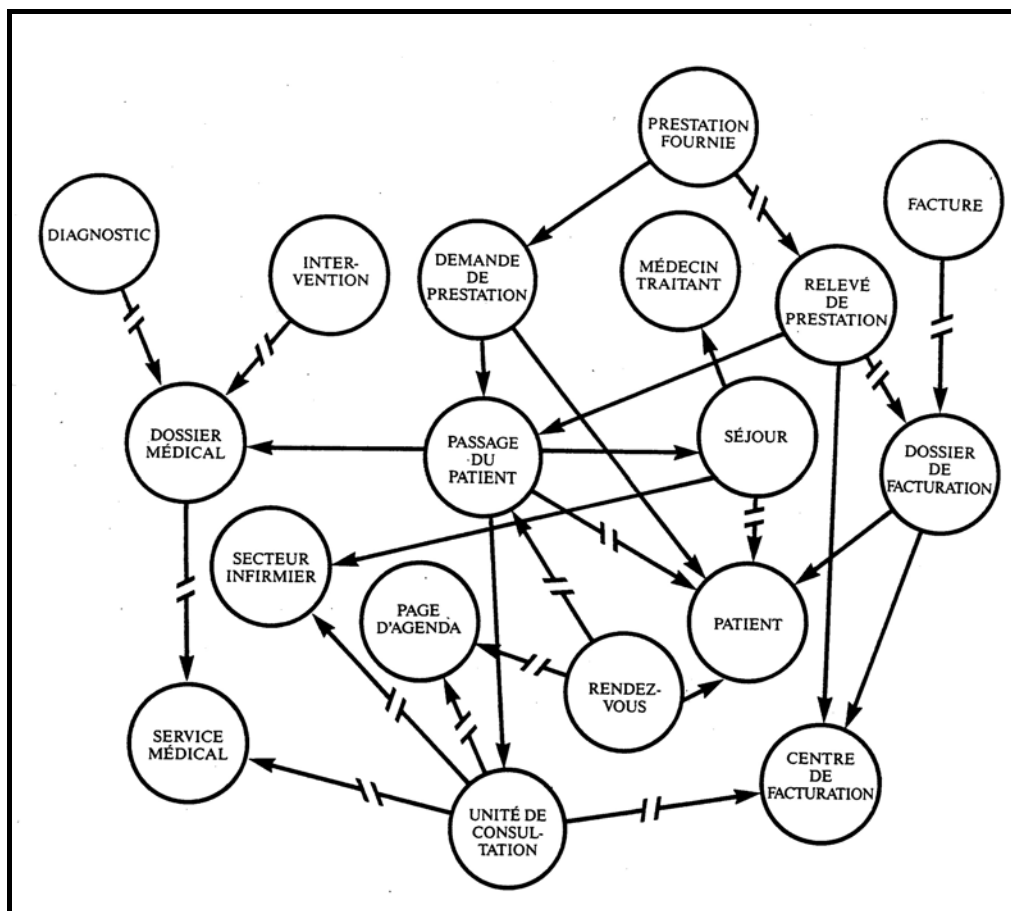 PRESTATION
FOURNIE
FACTURE
DIAGNOSTIC
INTER-
VENTION
DEMANDE
DE
PRESTATION
MÉDECIN
TRAITANT
RELEVÉ
DE
PRESTATION
DOSSIER
MÉDICAL
PASSAGE
DU
PATIENT
SÉJOUR
DOSSIER
DE
FACTURATION
SECTEUR
INFIRMIER
PAGE
D'AGENDA
PATIENT
RENDEZ-
VOUS
SERVICE
MÉDICAL
UNITÉ DE
CONSUL-
TATION
CENTRE
DE
FACTURATION